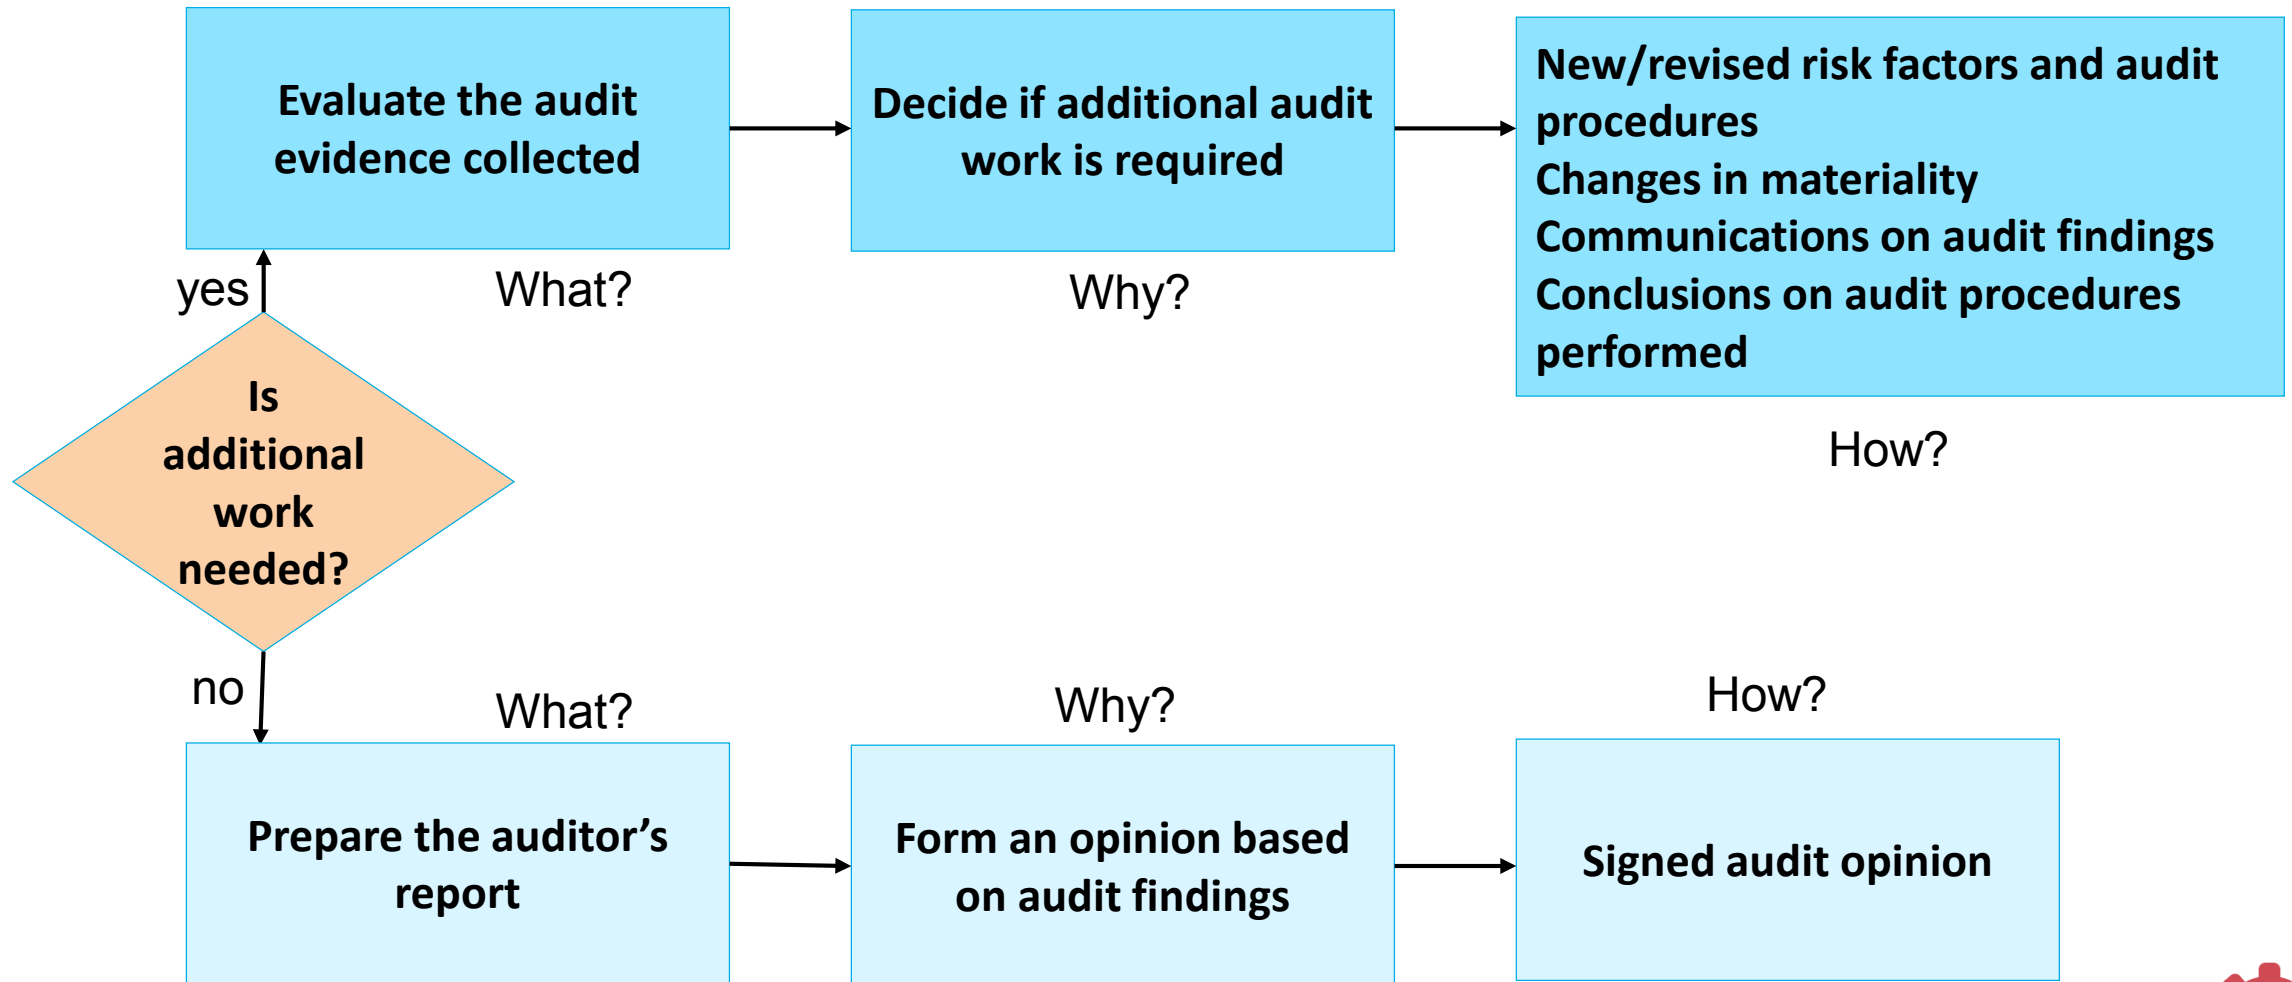 Evaluate the audit
evidence collected
Decide if additional audit
work is required
New/revised risk factors and audit
procedures
Changes in materiality
Communications on audit findings
Conclusions on audit procedures
performed
yes
What?
Why?
How?
Is
additional
work
needed?
no
What?
Why?
How?
Prepare the auditor’s
report
Form an opinion based
on audit findings
Signed audit opinion